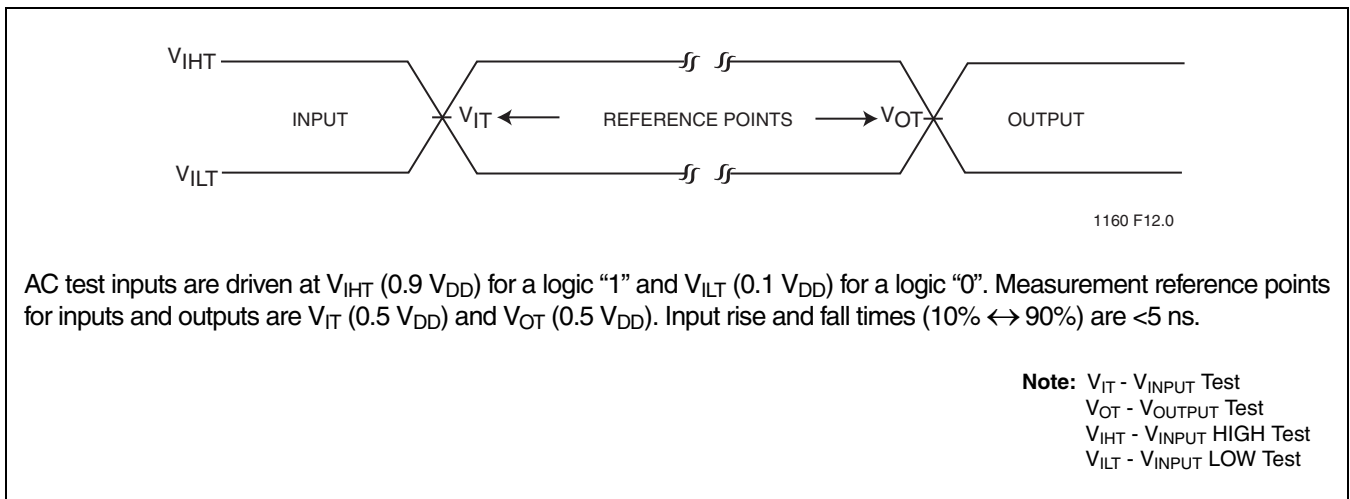 VIHT
INPUT VIT REFERENCE POINTS VOT OUTPUT
VILT
1160 F12.0
AC test inputs are driven at VIHT (0.9 VDD) for a logic “1” and VILT (0.1 VDD) for a logic “0”. Measurement reference points
for inputs and outputs are VIT (0.5 VDD) and VOT (0.5 VDD). Input rise and fall times (10% ↔ 90%) are <5 ns.
Note: VIT - VINPUT Test
VOT - VOUTPUT Test
VIHT - VINPUT HIGH Test
VILT - VINPUT LOW Test